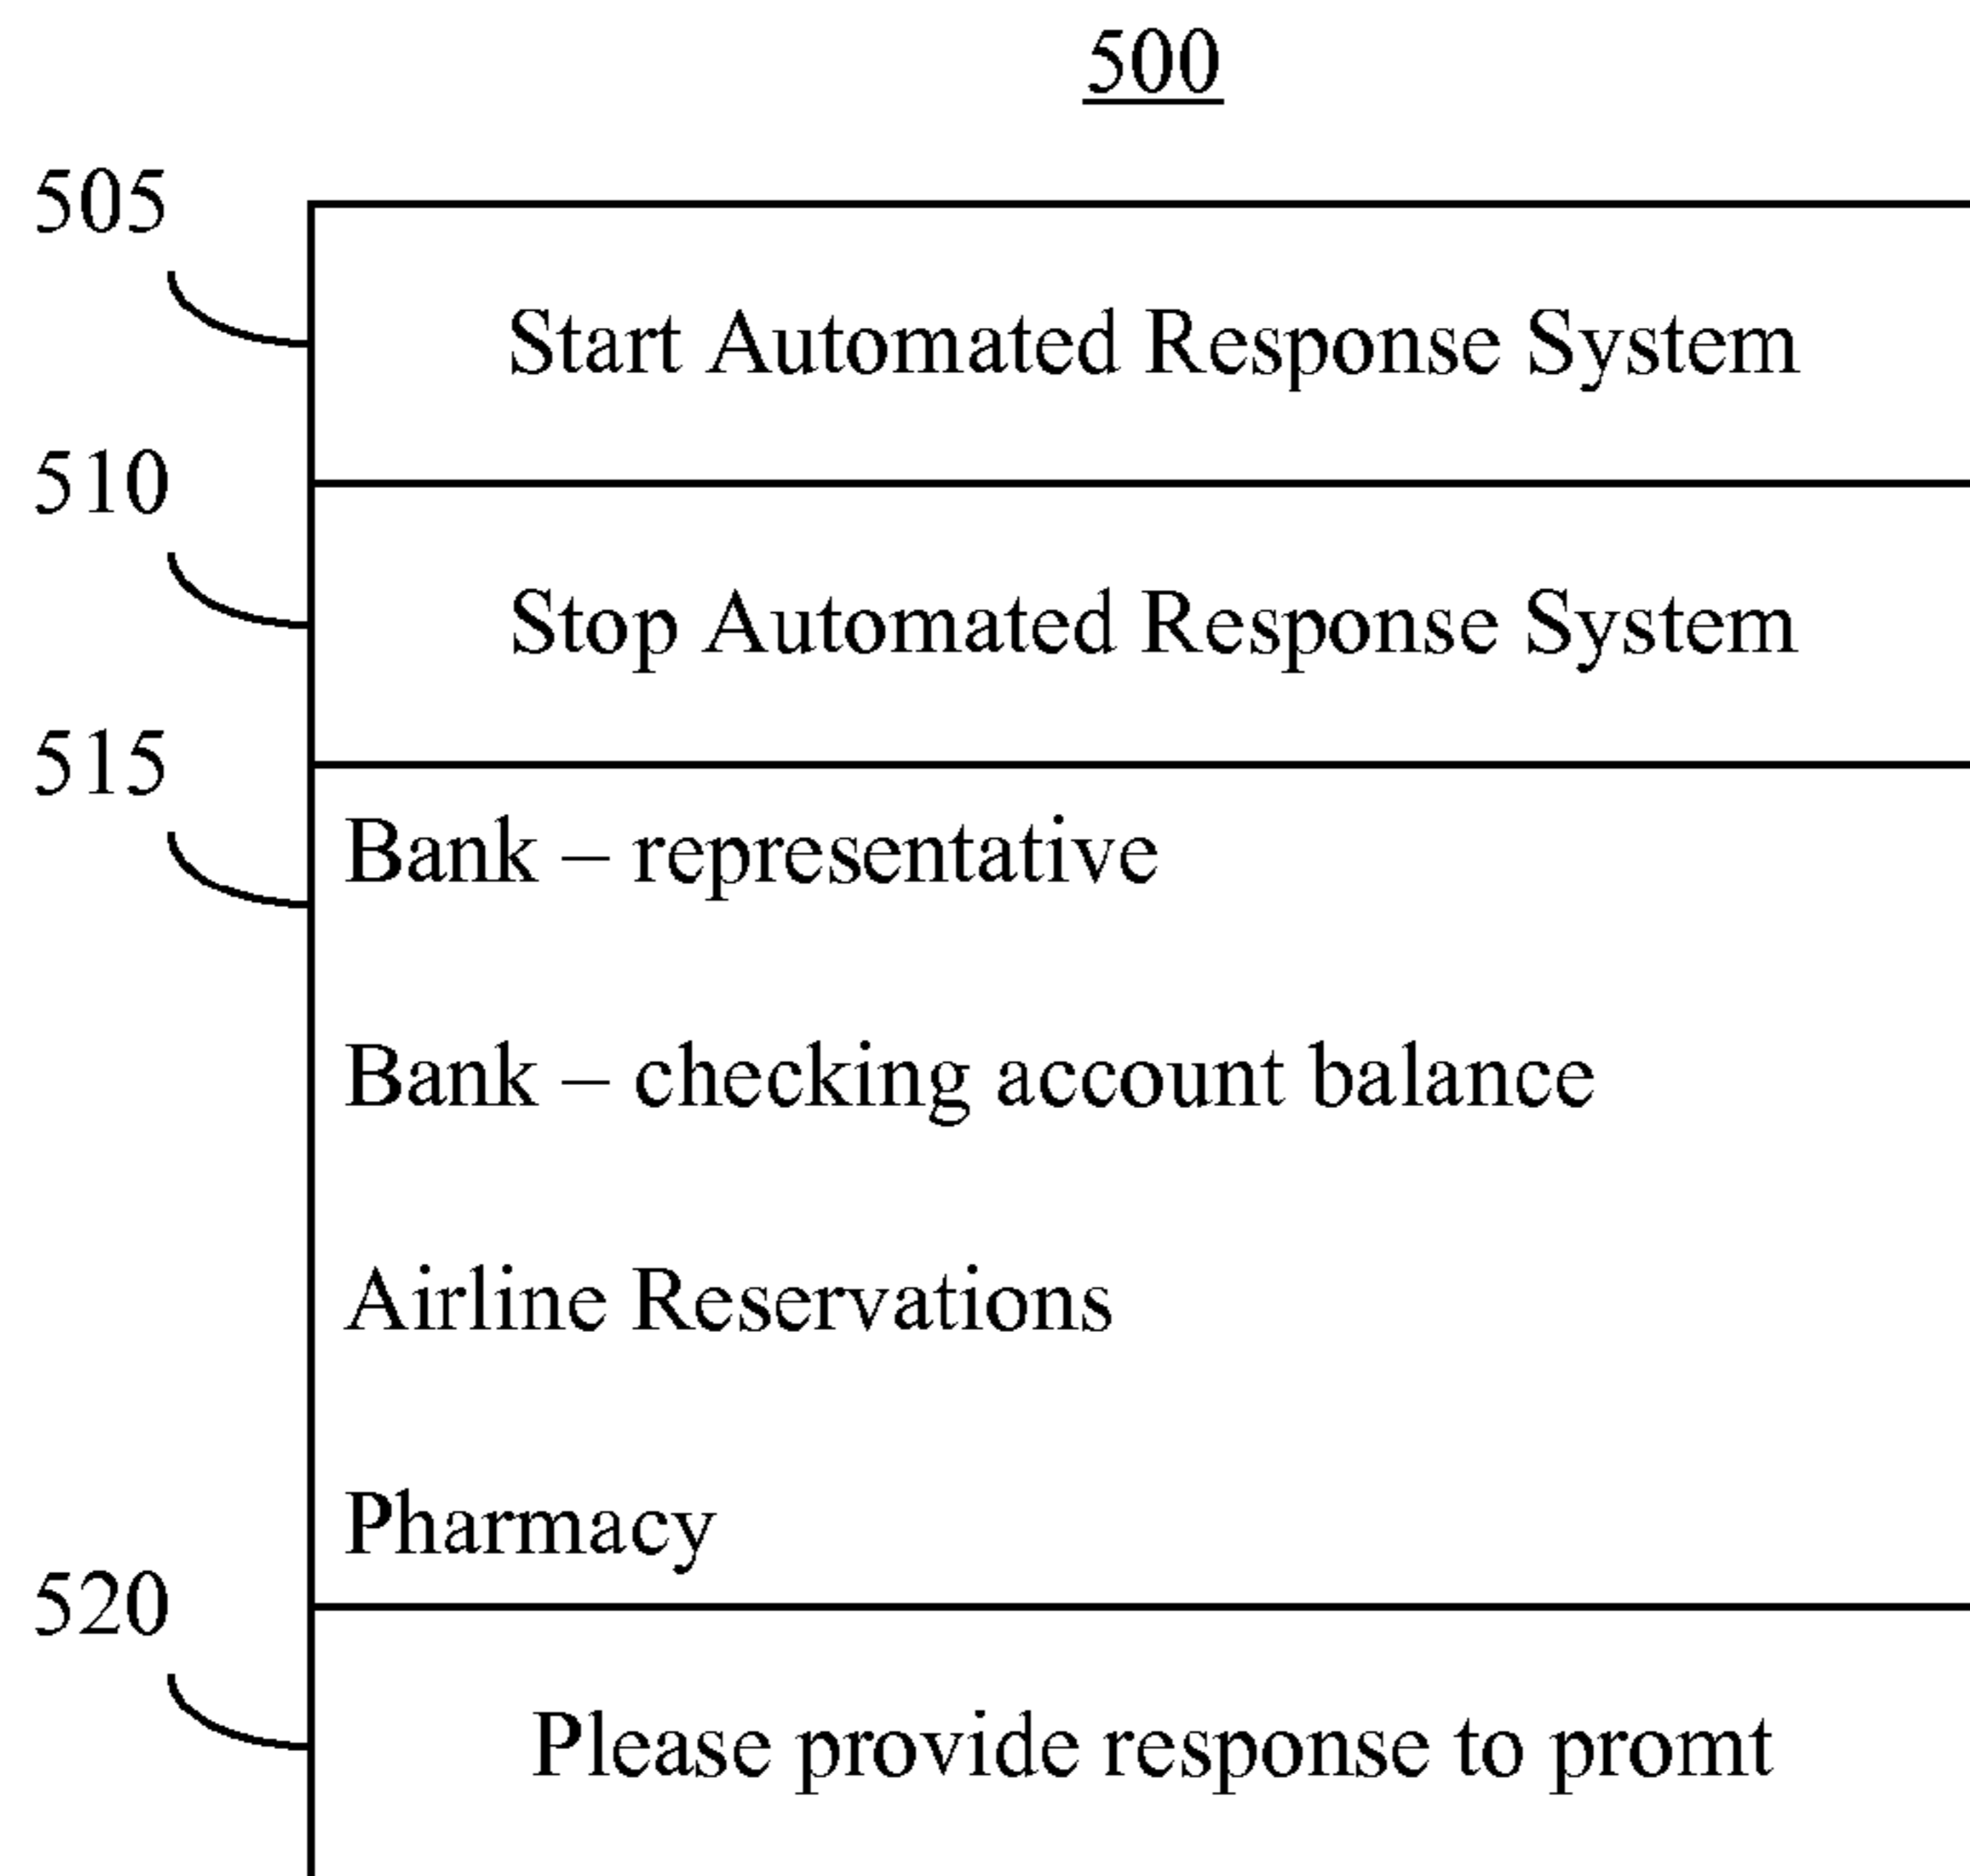 500
505
Start Automated Response System
510
Stop Automated Response System
515
Bank – representative
Bank – checking account balance
Airline Reservations
Pharmacy
520
Please provide response to promt